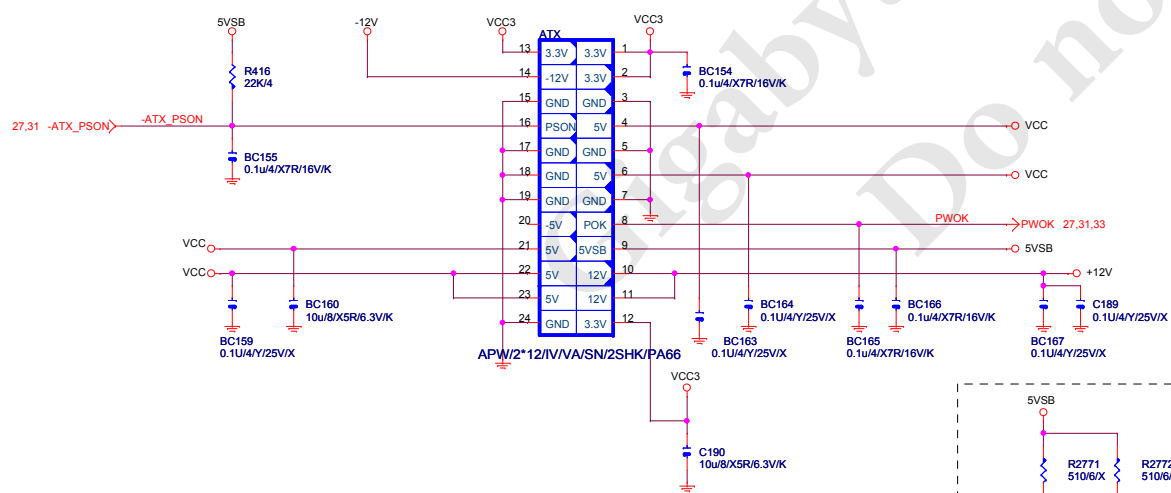 5VSB
-12V
VCC3
VCC3
ATX
R416
22K/4
27,31 -ATX_PSON
-ATX_PSON
BC155
0.1u/4/X7R/16V/K
13 3.3V 3.3V 1
14 -12V 3.3V 2
15 GND GND 3
16 PSON 5V 4
17 GND GND 5
18 GND 5V 6
19 GND GND 7
20 -5V POK 8
21 5V 5VSB 9
22 5V 12V 10
23 5V 12V 11
24 GND 3.3V 12
BC154
0.1u/4/X7R/16V/K
VCC
VCC
PWOK
PWOK 27,31,33
5VSB
+12V
VCC
VCC
BC160
10u/8/X5R/6.3V/K
BC159
0.1U/4/Y/25V/X
APW/2*12/IV/VA/SN/2SHK/PA66
BC163
0.1U/4/Y/25V/X
BC164
0.1U/4/Y/25V/X
BC165
0.1u/4/X7R/16V/K
BC166
0.1u/4/X7R/16V/K
BC167
0.1U/4/Y/25V/X
C189
0.1U/4/Y/25V/X
VCC3
C190
10u/8/X5R/6.3V/K
5VSB
R2771
510/6/X
R2772
510/6/
Gigaby
Do no